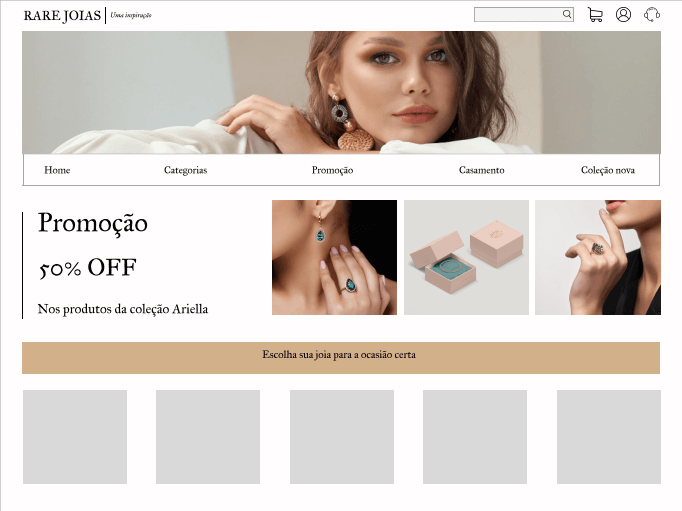 RARE JOIAS
Uma inspiração
Home
Categorias
Promoção
Casamento
Coleção nova
Promoção
50% OFF
Nos produtos da coleção Ariella
Escolha sua joia para a ocasião certa